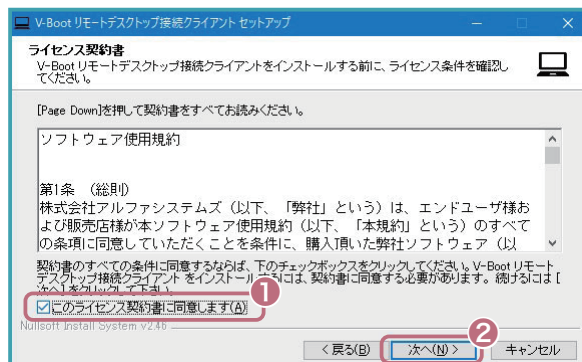 V-Boot リモートデスクトップ接続クライアント セットアップ
ライセンス契約書
V-Boot リモートデスクトップ接続クライアントをインストールする前に、ライセンス条件を確認し
てください。
[Page Down]を押して契約書をすべてお読みください。
ソフトウェア使用規約
第1条 （総則）
株式会社アルファシステムズ（以下、「弊社」という）は、エンドユーザ様お
よび販売店様が本ソフトウェア使用規約（以下、「本規約」という）のすべて
の条項に同意していただくことを条件に、購入頂いた弊社ソフトウェア（以
契約書のすべての条件に同意するならば、下のチェックボックスをクリックしてください。V-Boot リモート
デスクトップ接続クライアント をインストールするには、契約書に同意する必要があります。続けるには [
次へ] をクリックして下さい。
1
このライセンス契約書に同意します(A)
Nullsoft Install System v2.46
2
< 戻る(B)
次へ(N) >
キャンセル